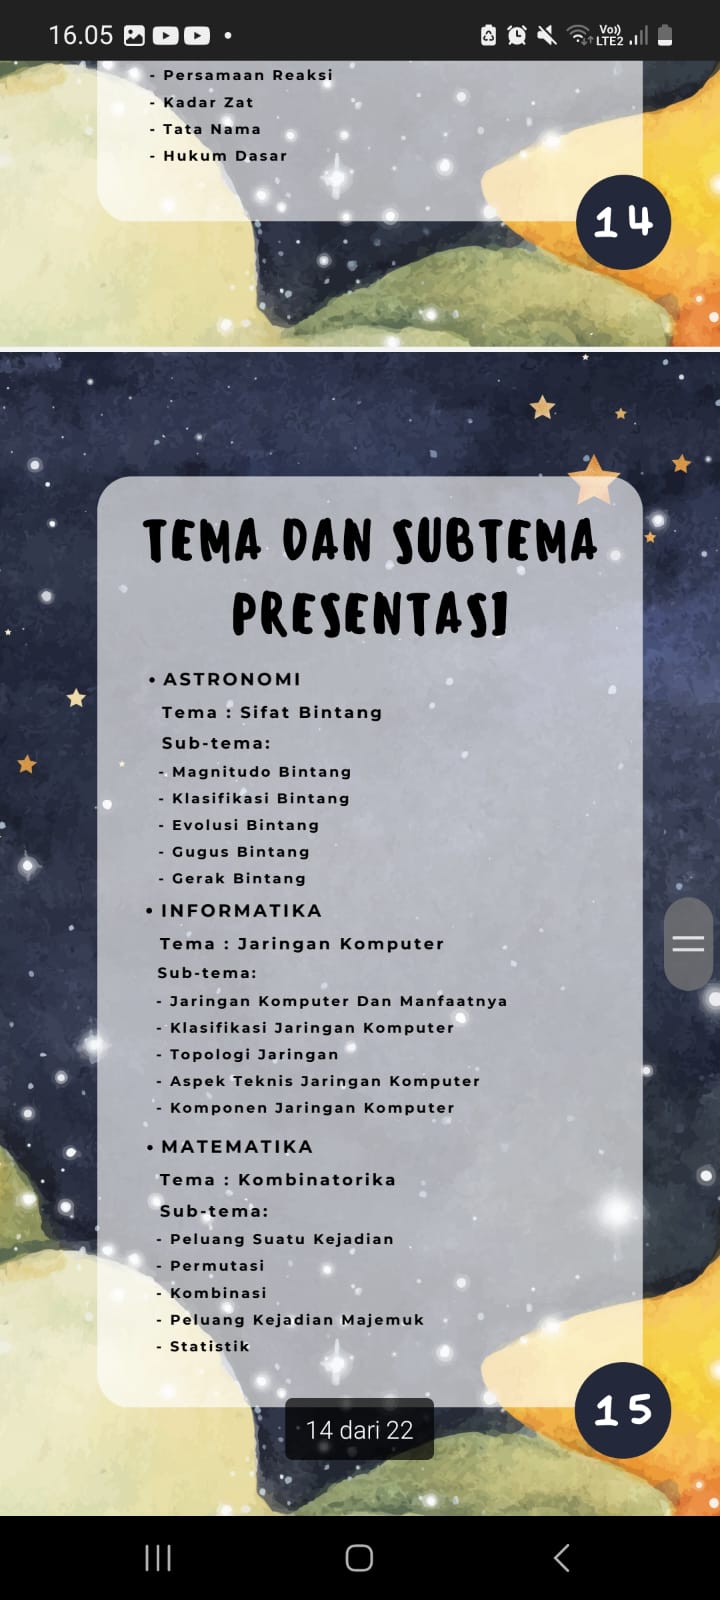 16.05
Vo))
LTE2
- Persamaan Reaksi
- Kadar Zat
- Tata Nama
- Hukum Dasar
14
TEMA DAN SUBTEMA
PRESENTASI
• ASTRONOMI
Tema : Sifat Bintang
Sub-tema:
- Magnitudo Bintang
- Klasifikasi Bintang
- Evolusi Bintang
- Gugus Bintang
- Gerak Bintang
• INFORMATIKA
Tema : Jaringan Komputer
Sub-tema:
- Jaringan Komputer Dan Manfaatnya
- Klasifikasi Jaringan Komputer
- Topologi Jaringan
- Aspek Teknis Jaringan Komputer
- Komponen Jaringan Komputer
• MATEMATIKA
Tema : Kombinatorika
Sub-tema:
- Peluang Suatu Kejadian
- Permutasi
- Kombinasi
- Peluang Kejadian Majemuk
- Statistik
15
14 dari 22